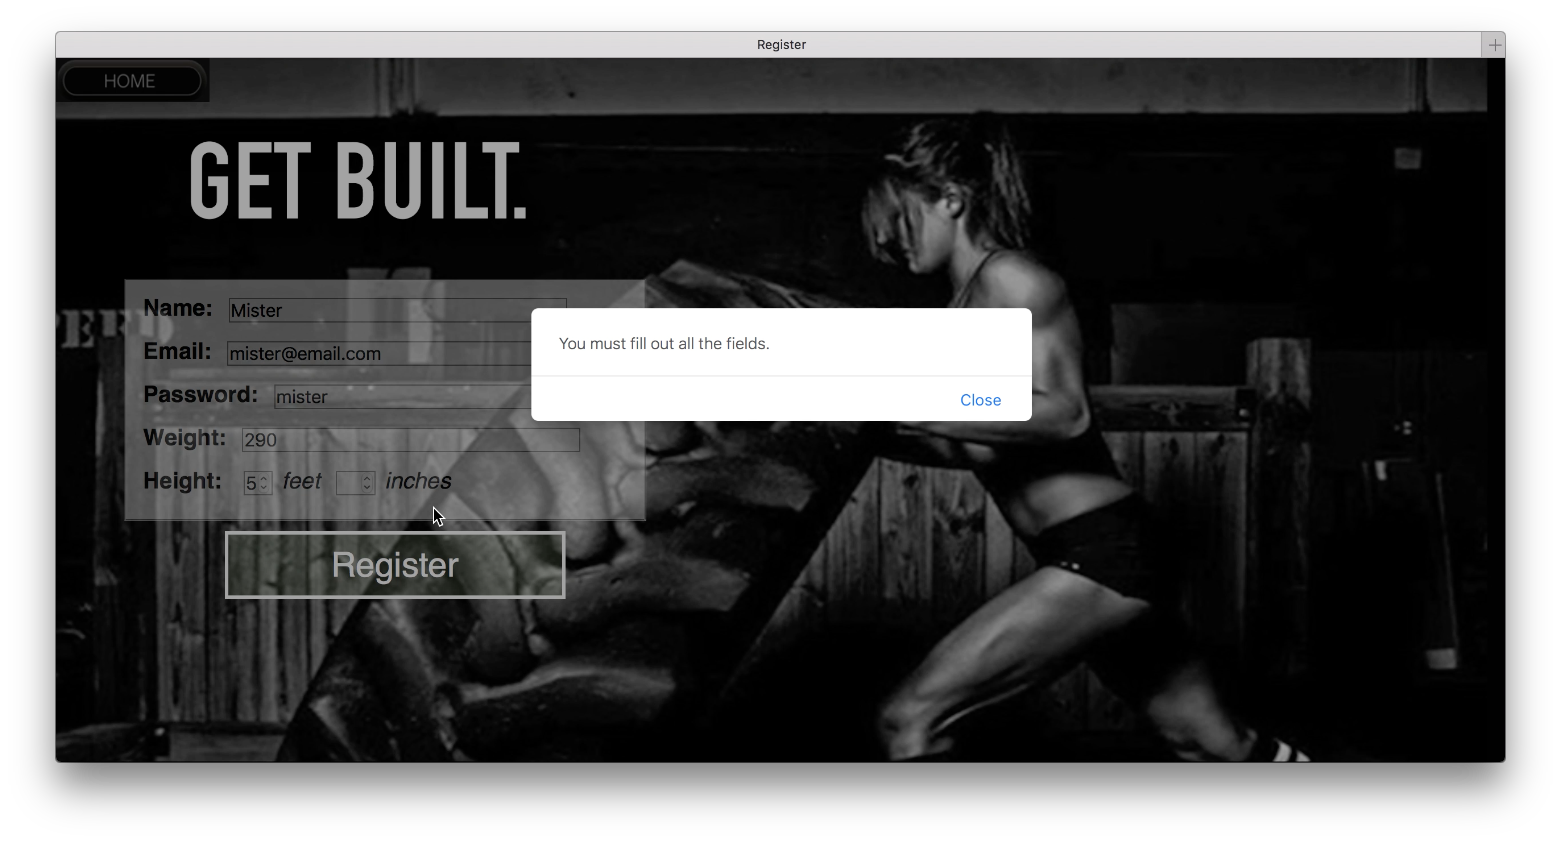 Register
HOME
GET BUILT.
Name: Mister
Email: mister@email.com
Password: mister
Weight: 290
Height: 5 feet inches
Register
You must fill out all the fields.
Close